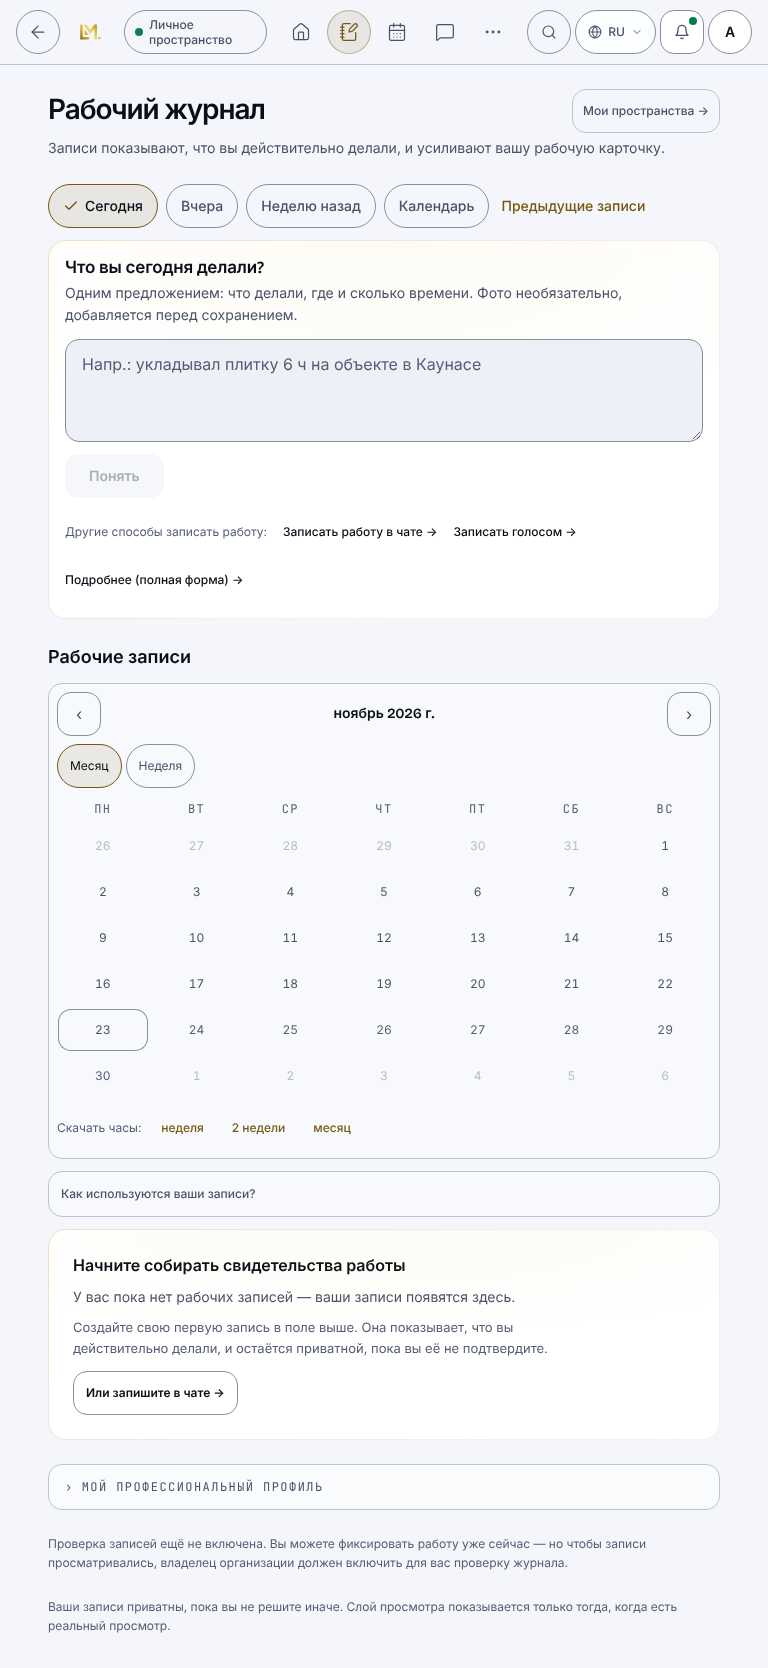 LM.
Личное
пространство
RU
A
Рабочий журнал
Мои пространства →
Записи показывают, что вы действительно делали, и усиливают вашу рабочую карточку.
Сегодня
Вчера
Неделю назад
Календарь
Предыдущие записи
Что вы сегодня делали?
Одним предложением: что делали, где и сколько времени. Фото необязательно,
добавляется перед сохранением.
Напр.: укладывал плитку 6 ч на объекте в Каунасе
Понять
Другие способы записать работу: Записать работу в чате → Записать голосом →
Подробнее (полная форма) →
Рабочие записи
‹ ноябрь 2026 г. ›
Месяц Неделя
ПН ВТ СР ЧТ ПТ СБ ВС
26 27 28 29 30 31 1
2 3 4 5 6 7 8
9 10 11 12 13 14 15
16 17 18 19 20 21 22
23 24 25 26 27 28 29
30 1 2 3 4 5 6
Скачать часы: неделя 2 недели месяц
Как используются ваши записи?
Начните собирать свидетельства работы
У вас пока нет рабочих записей — ваши записи появятся здесь.
Создайте свою первую запись в поле выше. Она показывает, что вы
действительно делали, и остаётся приватной, пока вы её не подтвердите.
Или запишите в чате →
› МОЙ ПРОФЕССИОНАЛЬНЫЙ ПРОФИЛЬ
Проверка записей ещё не включена. Вы можете фиксировать работу уже сейчас — но чтобы записи
просматривались, владелец организации должен включить для вас проверку журнала.
Ваши записи приватны, пока вы не решите иначе. Слой просмотра показывается только тогда, когда есть
реальный просмотр.